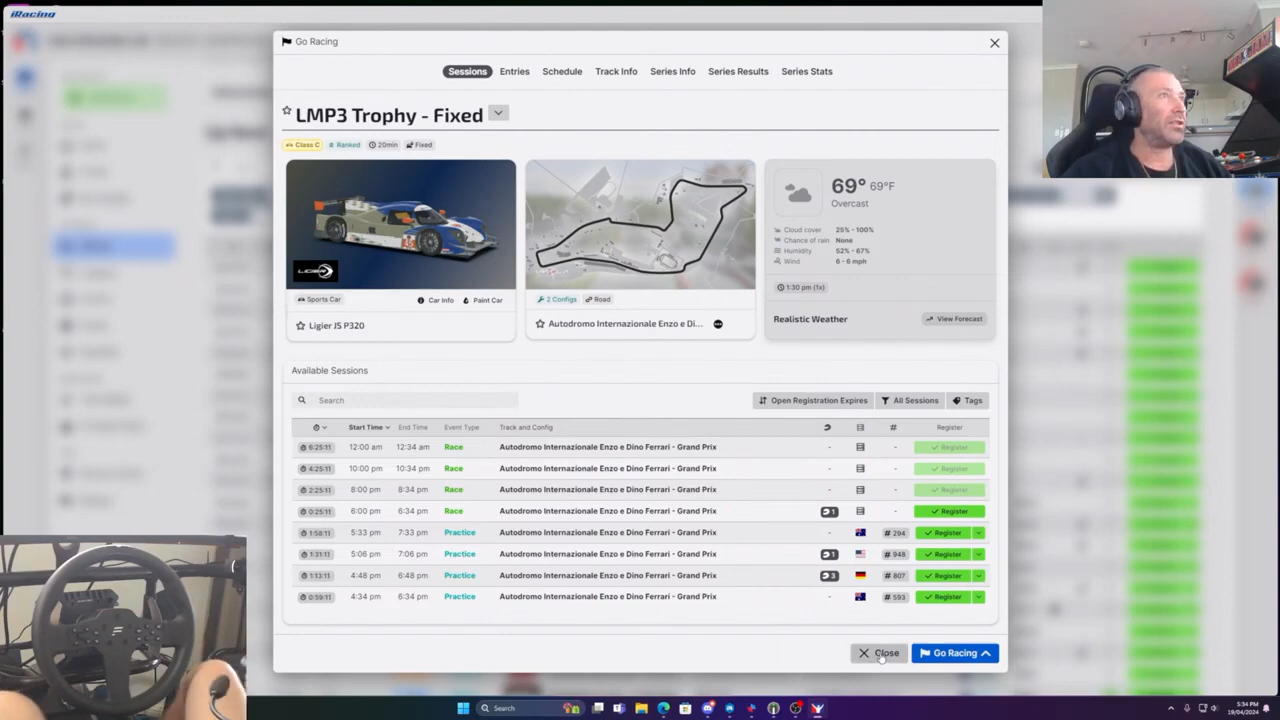 iRacing
Go Racing
Sessions Entries Schedule Track Info Series Info Series Results Series Stats
LMP3 Trophy - Fixed
Class C Ranked 20min Fixed
LIGIER
Sports Car Car Info Paint Car
Ligier JS P320
2 Configs Road
Autodromo Internazionale Enzo e Di...
69° 69°F
Overcast
Cloud cover 25% - 100%
Chance of rain None
Humidity 52% - 67%
Wind 6 - 6 mph
1:30 pm (1x)
Realistic Weather View Forecast
Available Sessions
Search Open Registration Expires All Sessions Tags
Start Time End Time Event Type Track and Config # Register
6:25:11 12:00 am 12:34 am Race Autodromo Internazionale Enzo e Dino Ferrari - Grand Prix - - Register
4:25:11 10:00 pm 10:34 pm Race Autodromo Internazionale Enzo e Dino Ferrari - Grand Prix - - Register
2:25:11 8:00 pm 8:34 pm Race Autodromo Internazionale Enzo e Dino Ferrari - Grand Prix - - Register
0:25:11 6:00 pm 6:34 pm Race Autodromo Internazionale Enzo e Dino Ferrari - Grand Prix 1 - Register
1:58:11 5:33 pm 7:33 pm Practice Autodromo Internazionale Enzo e Dino Ferrari - Grand Prix - # 294 Register
1:31:11 5:06 pm 7:06 pm Practice Autodromo Internazionale Enzo e Dino Ferrari - Grand Prix 1 # 948 Register
1:13:11 4:48 pm 6:48 pm Practice Autodromo Internazionale Enzo e Dino Ferrari - Grand Prix 3 # 807 Register
0:59:11 4:34 pm 6:34 pm Practice Autodromo Internazionale Enzo e Dino Ferrari - Grand Prix - # 593 Register
Close Go Racing
Search
5:34 PM
19/04/2024